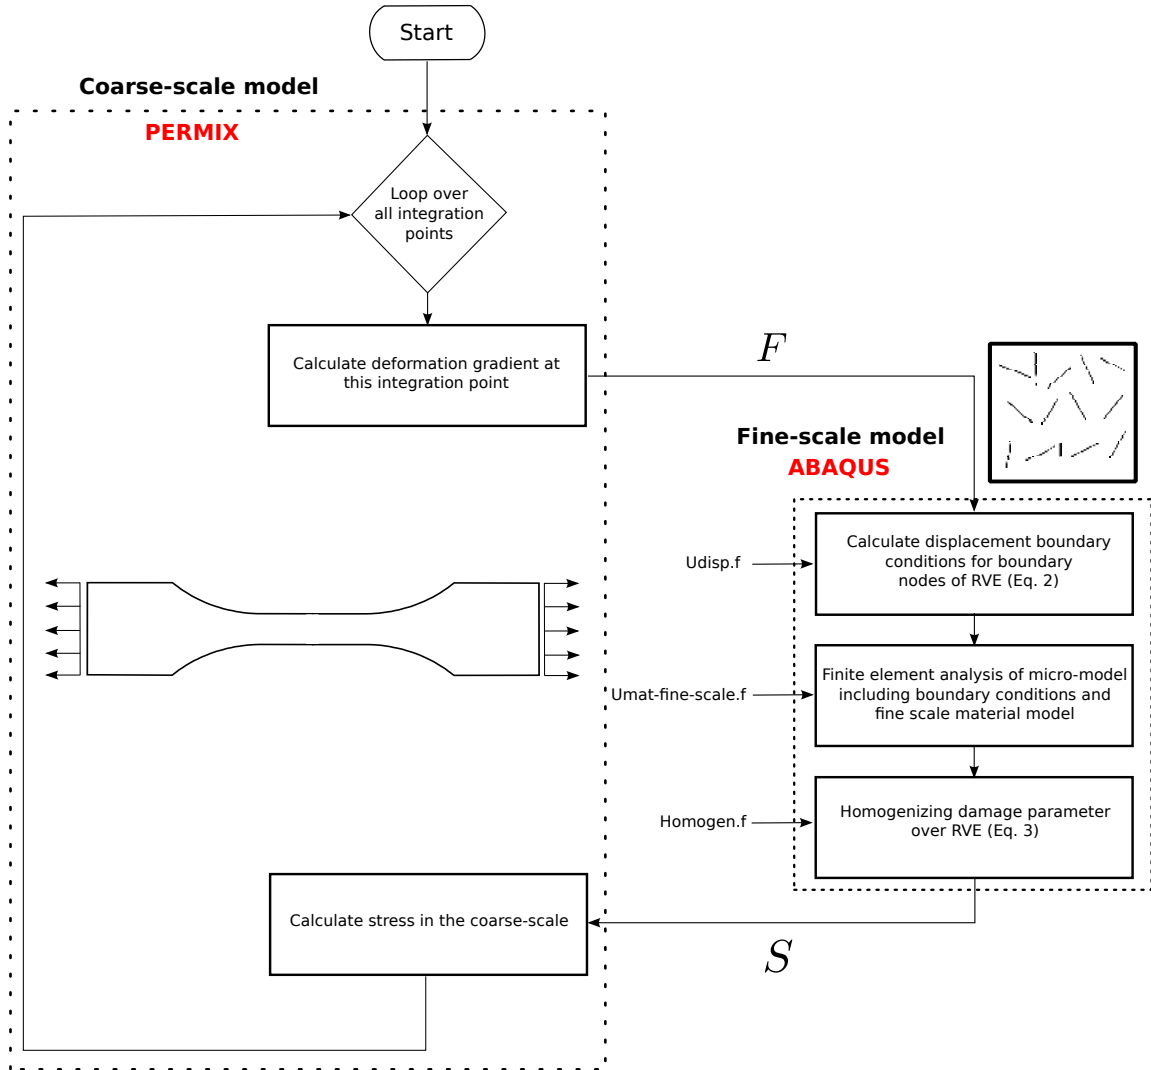 Start
Coarse-scale model
PERMIX
Loop over
all integration
points
Calculate deformation gradient at
this integration point
F
Fine-scale model
ABAQUS
Calculate displacement boundary
conditions for boundary
nodes of RVE (Eq. 2)
Udisp.f
Finite element analysis of micro-model
including boundary conditions and
fine scale material model
Umat-fine-scale.f
Homogenizing damage parameter
over RVE (Eq. 3)
Homogen.f
Calculate stress in the coarse-scale
S